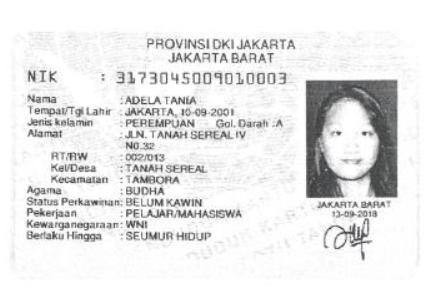 PROVINSI DKI JAKARTA
JAKARTA BARAT
NIK : 3173045009010003
Nama : ADELA TANIA
Tempat/Tgl Lahir : JAKARTA, 10-09-2001
Jenis kelamin : PEREMPUAN Gol. Darah : A
Alamat : JLN. TANAH SEREAL IV
NO.32
RT/RW : 002/013
Kel/Desa : TANAH SEREAL
Kecamatan : TAMBORA
Agama : BUDHA
Status Perkawinan: BELUM KAWIN
Pekerjaan : PELAJAR/MAHASISWA
Kewarganegaraan: WNI
Berlaku Hingga : SEUMUR HIDUP
JAKARTA BARAT
13-09-2018